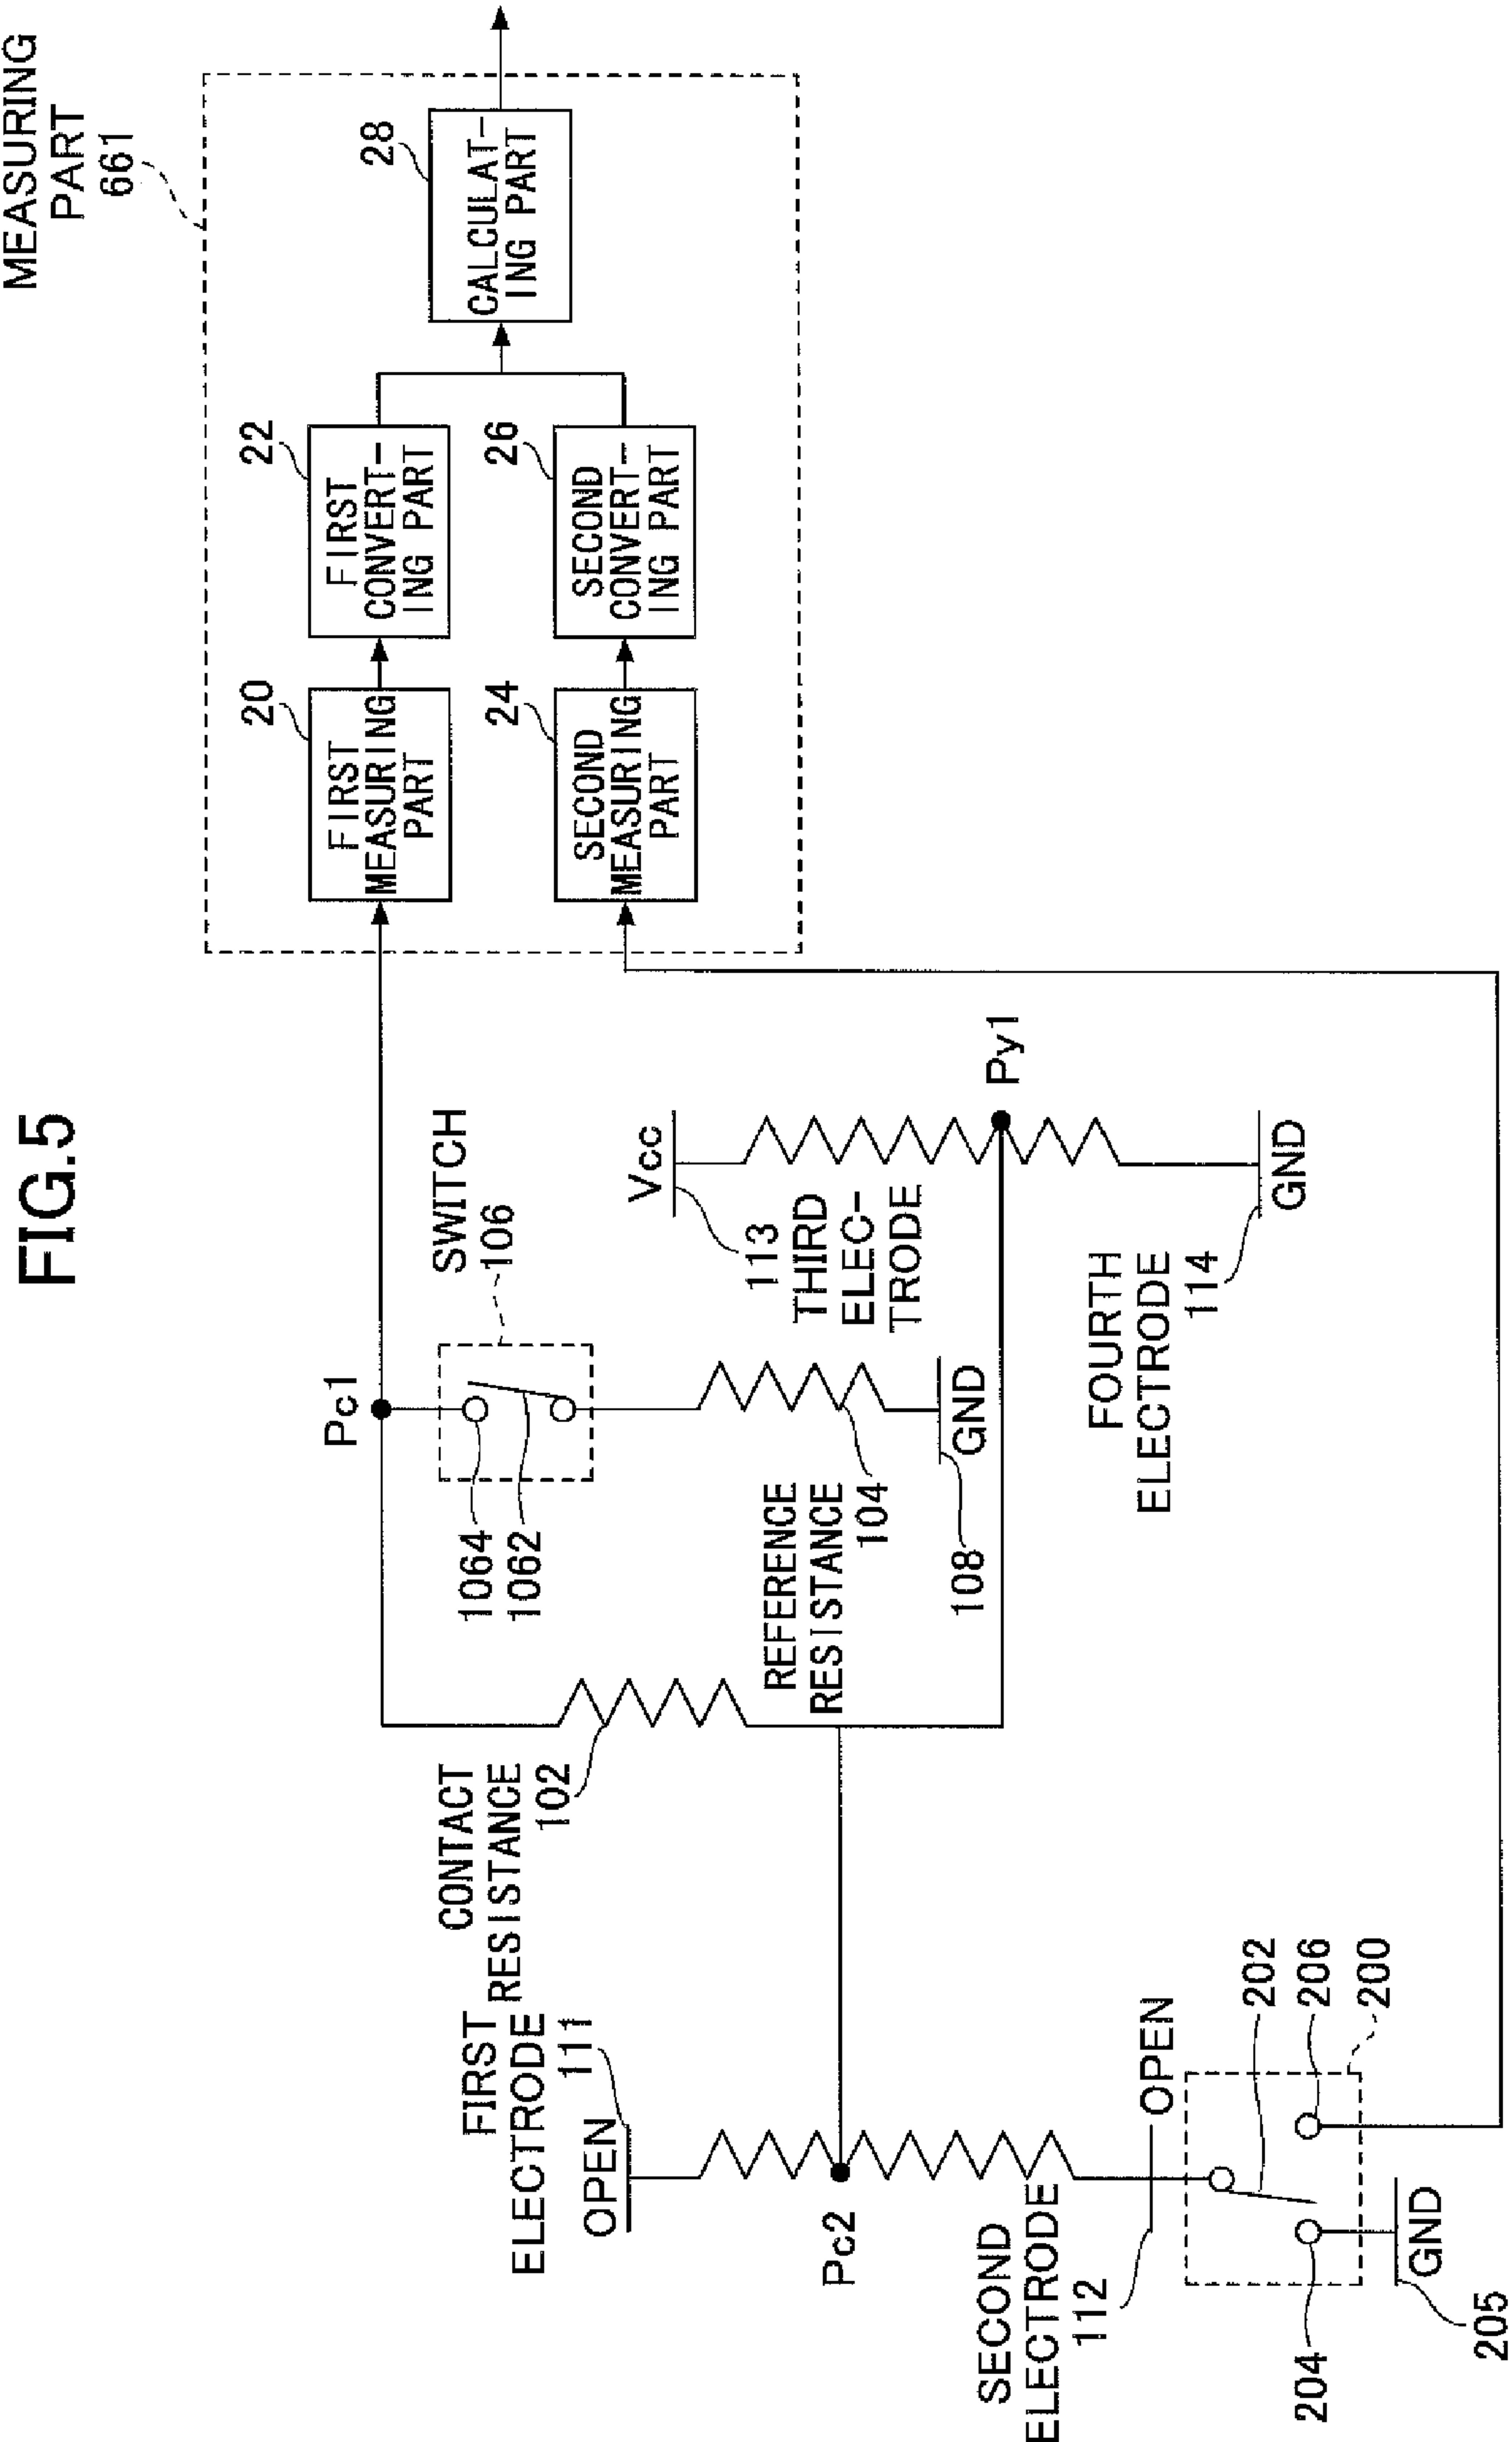 FIG.5
MEASURING
PART
661
20
FIRST
MEASURING
PART
22
FIRST
CONVERT-
ING PART
24
SECOND
MEASURING
PART
26
SECOND
CONVERT-
ING PART
28
CALCULAT-
ING PART
Pc1
SWITCH
106
1064
1062
CONTACT
RESISTANCE
102
REFERENCE
RESISTANCE
104
GND
108
Vcc
113
THIRD
ELEC-
TRODE
Py1
FOURTH
ELECTRODE
114
GND
FIRST
ELECTRODE
111
OPEN
Pc2
SECOND
ELECTRODE
112
OPEN
202
206
200
204
GND
205